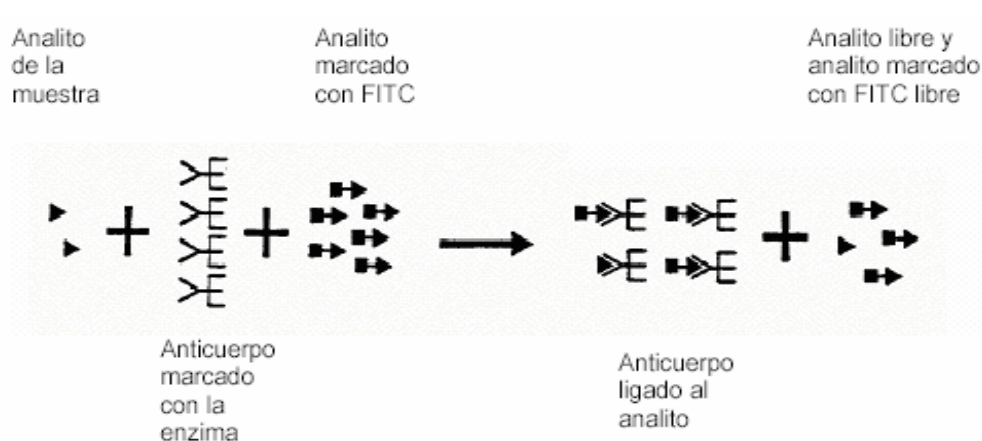 Analito
de la
muestra
Analito
marcado
con FITC
Analito libre y
analito marcado
con FITC libre
Anticuerpo
marcado
con la
enzima
Anticuerpo
ligado al
analito